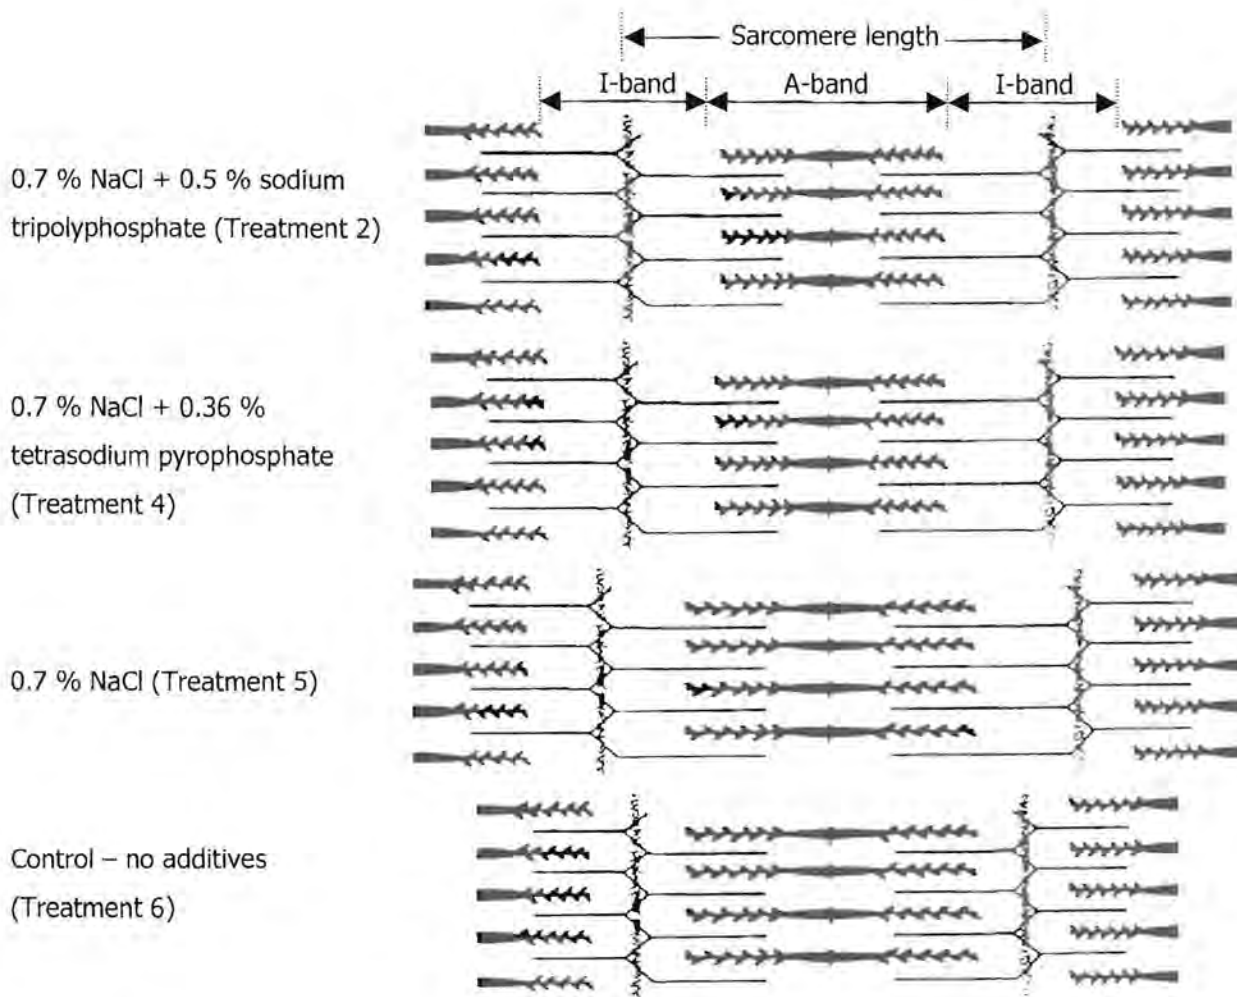 Sarcomere length
I-band A-band I-band
0.7 % NaCl + 0.5 % sodium
tripolyphosphate (Treatment 2)
0.7 % NaCl + 0.36 %
tetrasodium pyrophosphate
(Treatment 4)
0.7 % NaCl (Treatment 5)
Control – no additives
(Treatment 6)